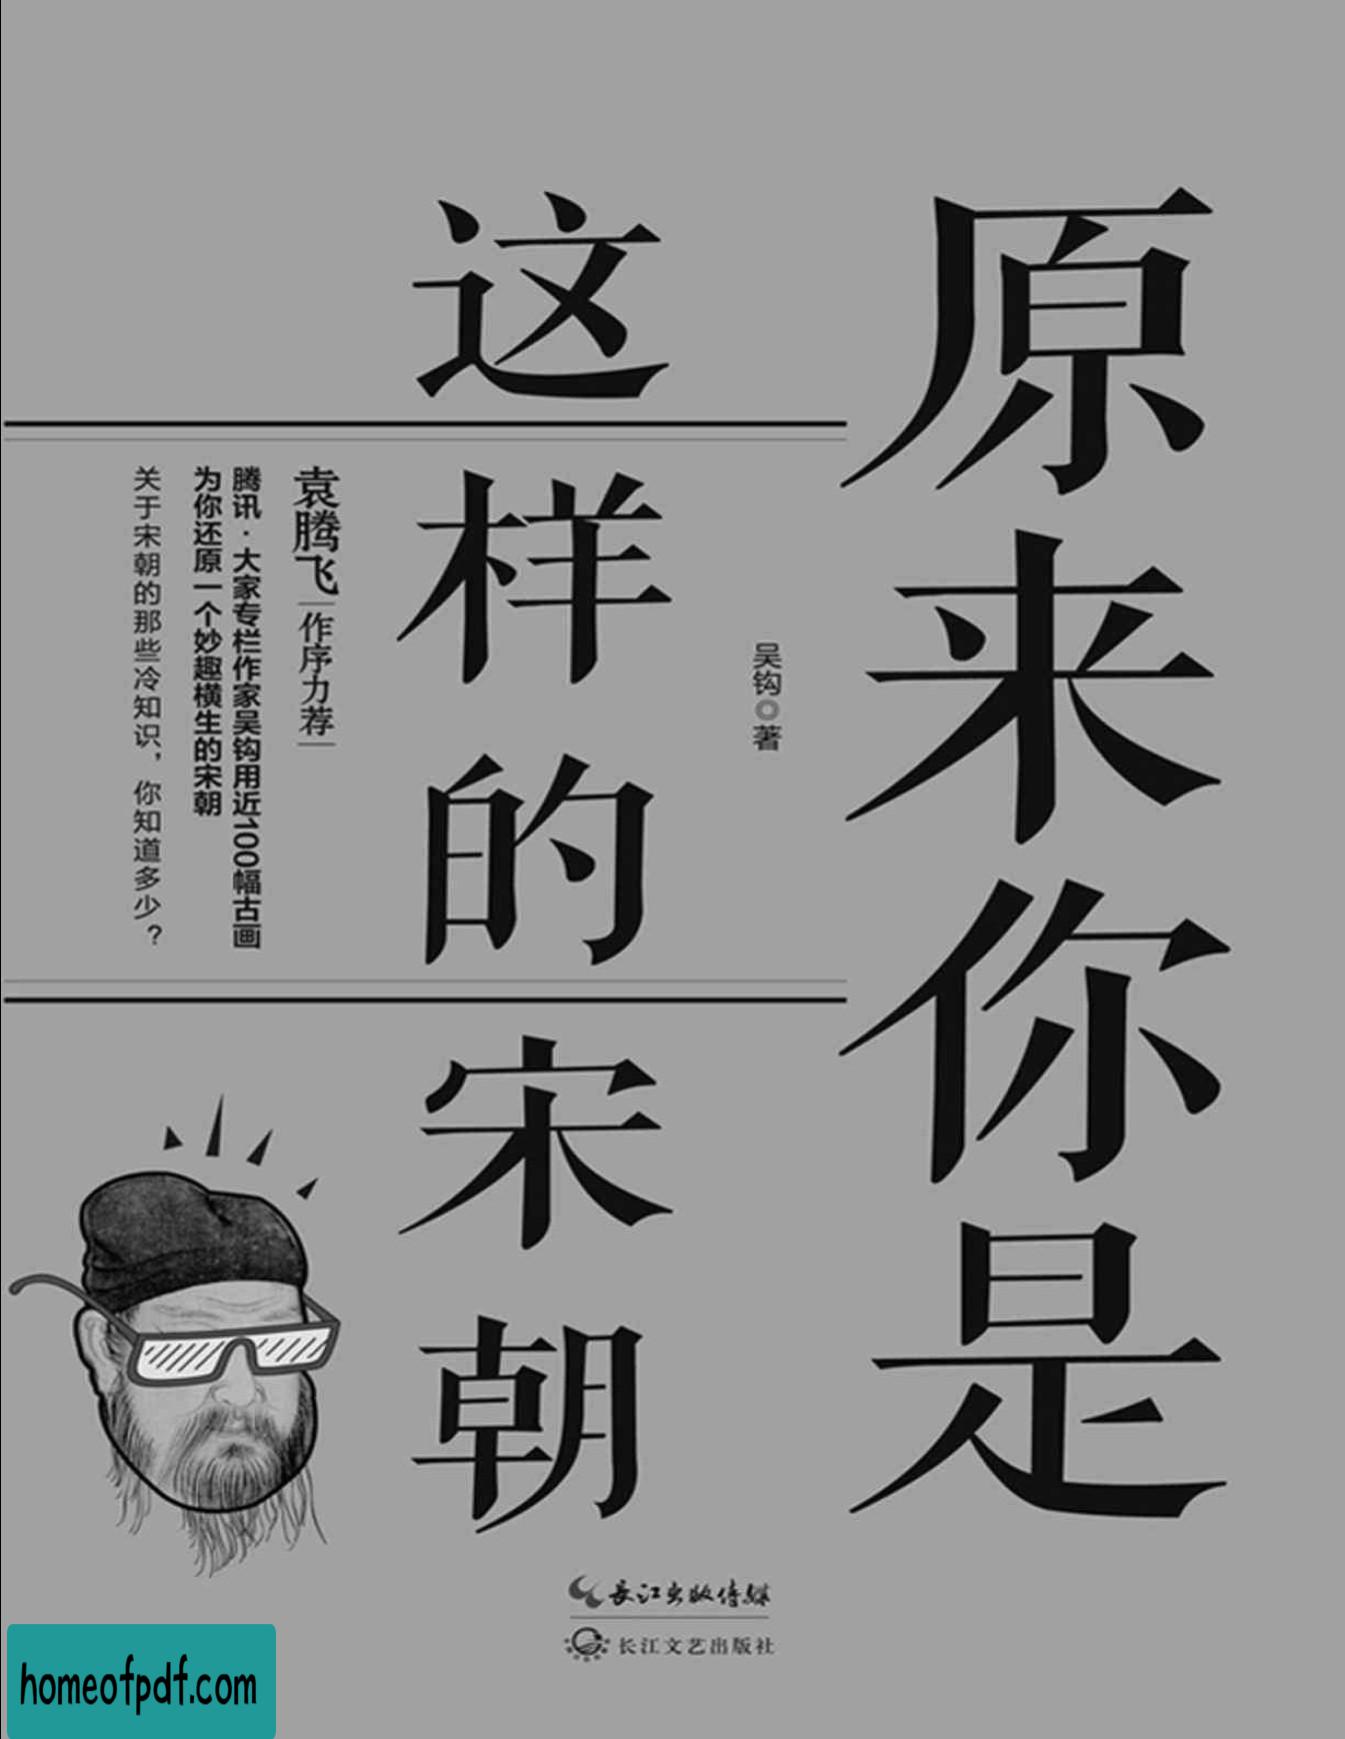 原来你是
这样的宋朝
吴钩◎著
袁腾飞|作序力荐|
腾讯·大家专栏作家吴钩用近100幅古画
为你还原一个妙趣横生的宋朝
关于宋朝的那些冷知识，你知道多少？
长江出版传媒
长江文艺出版社
homeofpdf.com